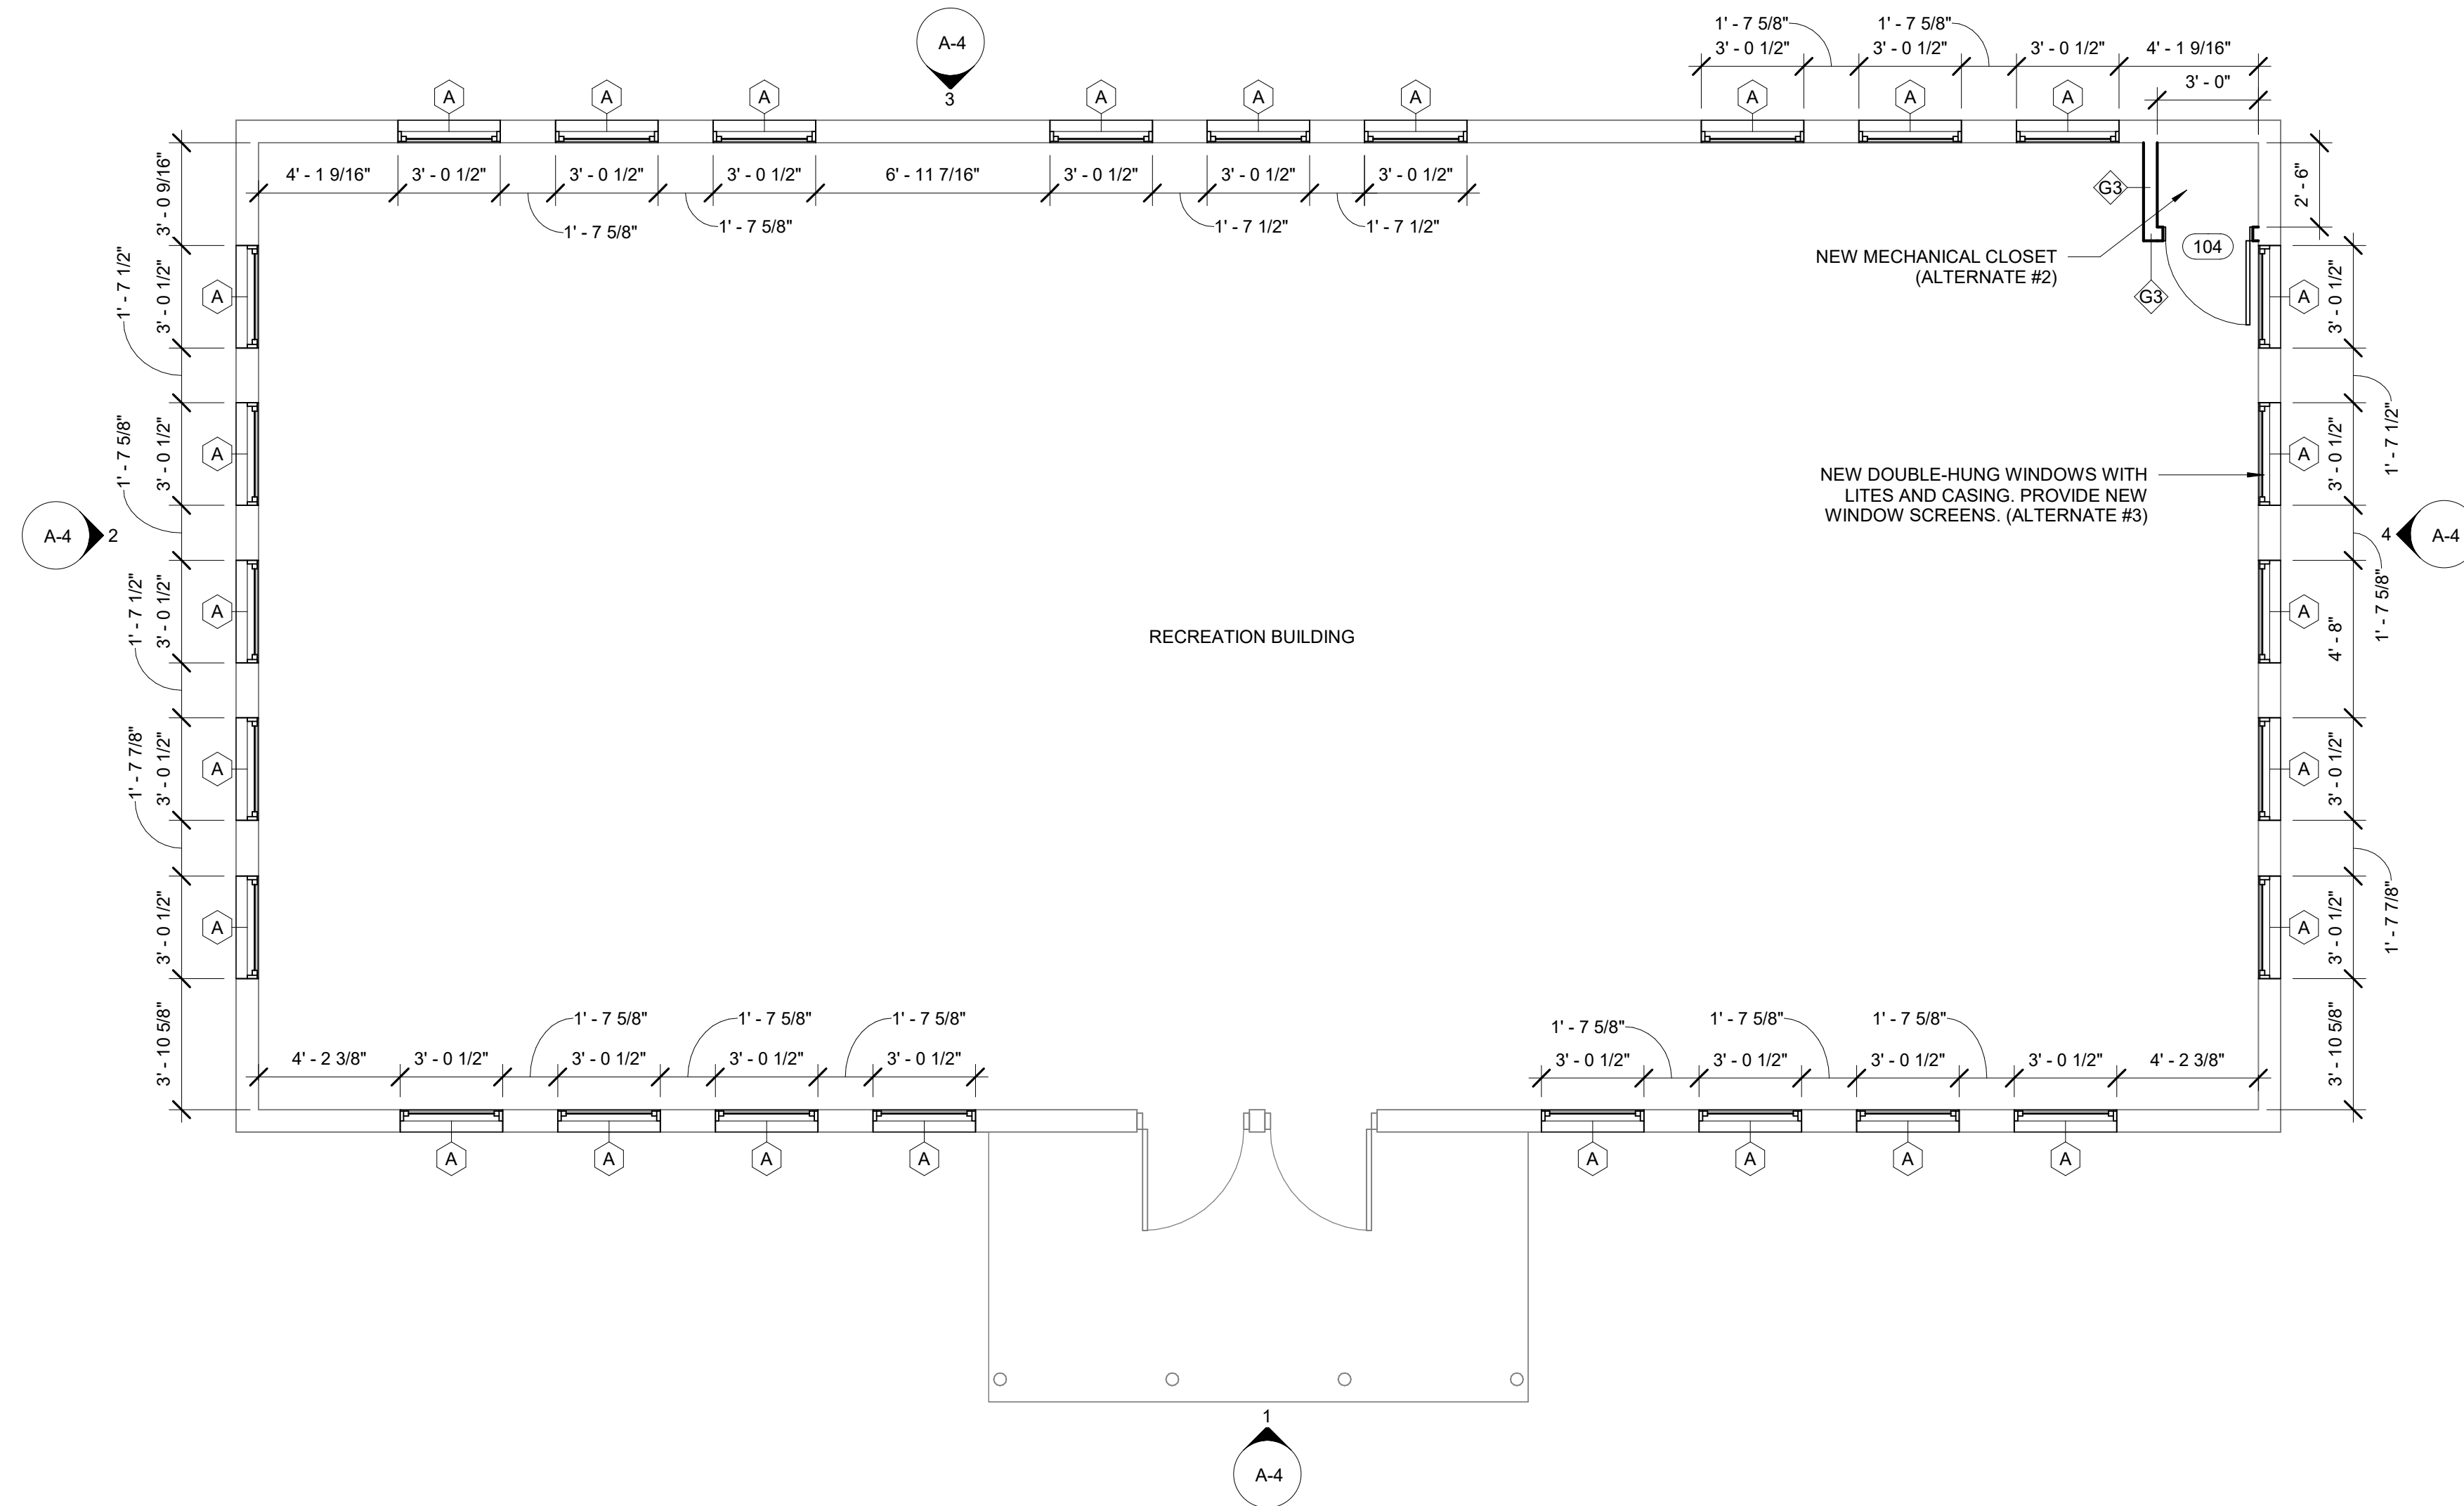 1' - 7 5/8"
1' - 7 5/8"
A-4
3' - 0 1/2"
3' - 0 1/2"
3' - 0 1/2"
4' - 1 9/16"
3' - 0"
3
A
A
A
A
A
A
A
A
A
4' - 1 9/16"
3' - 0 1/2"
3' - 0 1/2"
3' - 0 1/2"
6' - 11 7/16"
3' - 0 1/2"
3' - 0 1/2"
3' - 0 1/2"
1' - 7 5/8"
1' - 7 5/8"
1' - 7 1/2"
1' - 7 1/2"
G3
2' - 6"
104
NEW MECHANICAL CLOSET
(ALTERNATE #2)
G3
3' - 0 9/16"
1' - 7 1/2"
3' - 0 1/2"
A
1' - 7 5/8"
3' - 0 1/2"
A
A-4
2
1' - 7 1/2"
3' - 0 1/2"
A
1' - 7 7/8"
3' - 0 1/2"
A
3' - 0 1/2"
A
3' - 10 5/8"
A
3' - 0 1/2"
1' - 7 1/2"
A
3' - 0 1/2"
NEW DOUBLE-HUNG WINDOWS WITH
LITES AND CASING. PROVIDE NEW
WINDOW SCREENS. (ALTERNATE #3)
4
A-4
1' - 7 5/8"
A
4' - 8"
RECREATION BUILDING
A
3' - 0 1/2"
1' - 7 7/8"
A
3' - 0 1/2"
3' - 10 5/8"
1' - 7 5/8"
1' - 7 5/8"
1' - 7 5/8"
1' - 7 5/8"
1' - 7 5/8"
1' - 7 5/8"
4' - 2 3/8"
3' - 0 1/2"
3' - 0 1/2"
3' - 0 1/2"
3' - 0 1/2"
3' - 0 1/2"
3' - 0 1/2"
3' - 0 1/2"
3' - 0 1/2"
4' - 2 3/8"
A
A
A
A
A
A
A
A
1
A-4